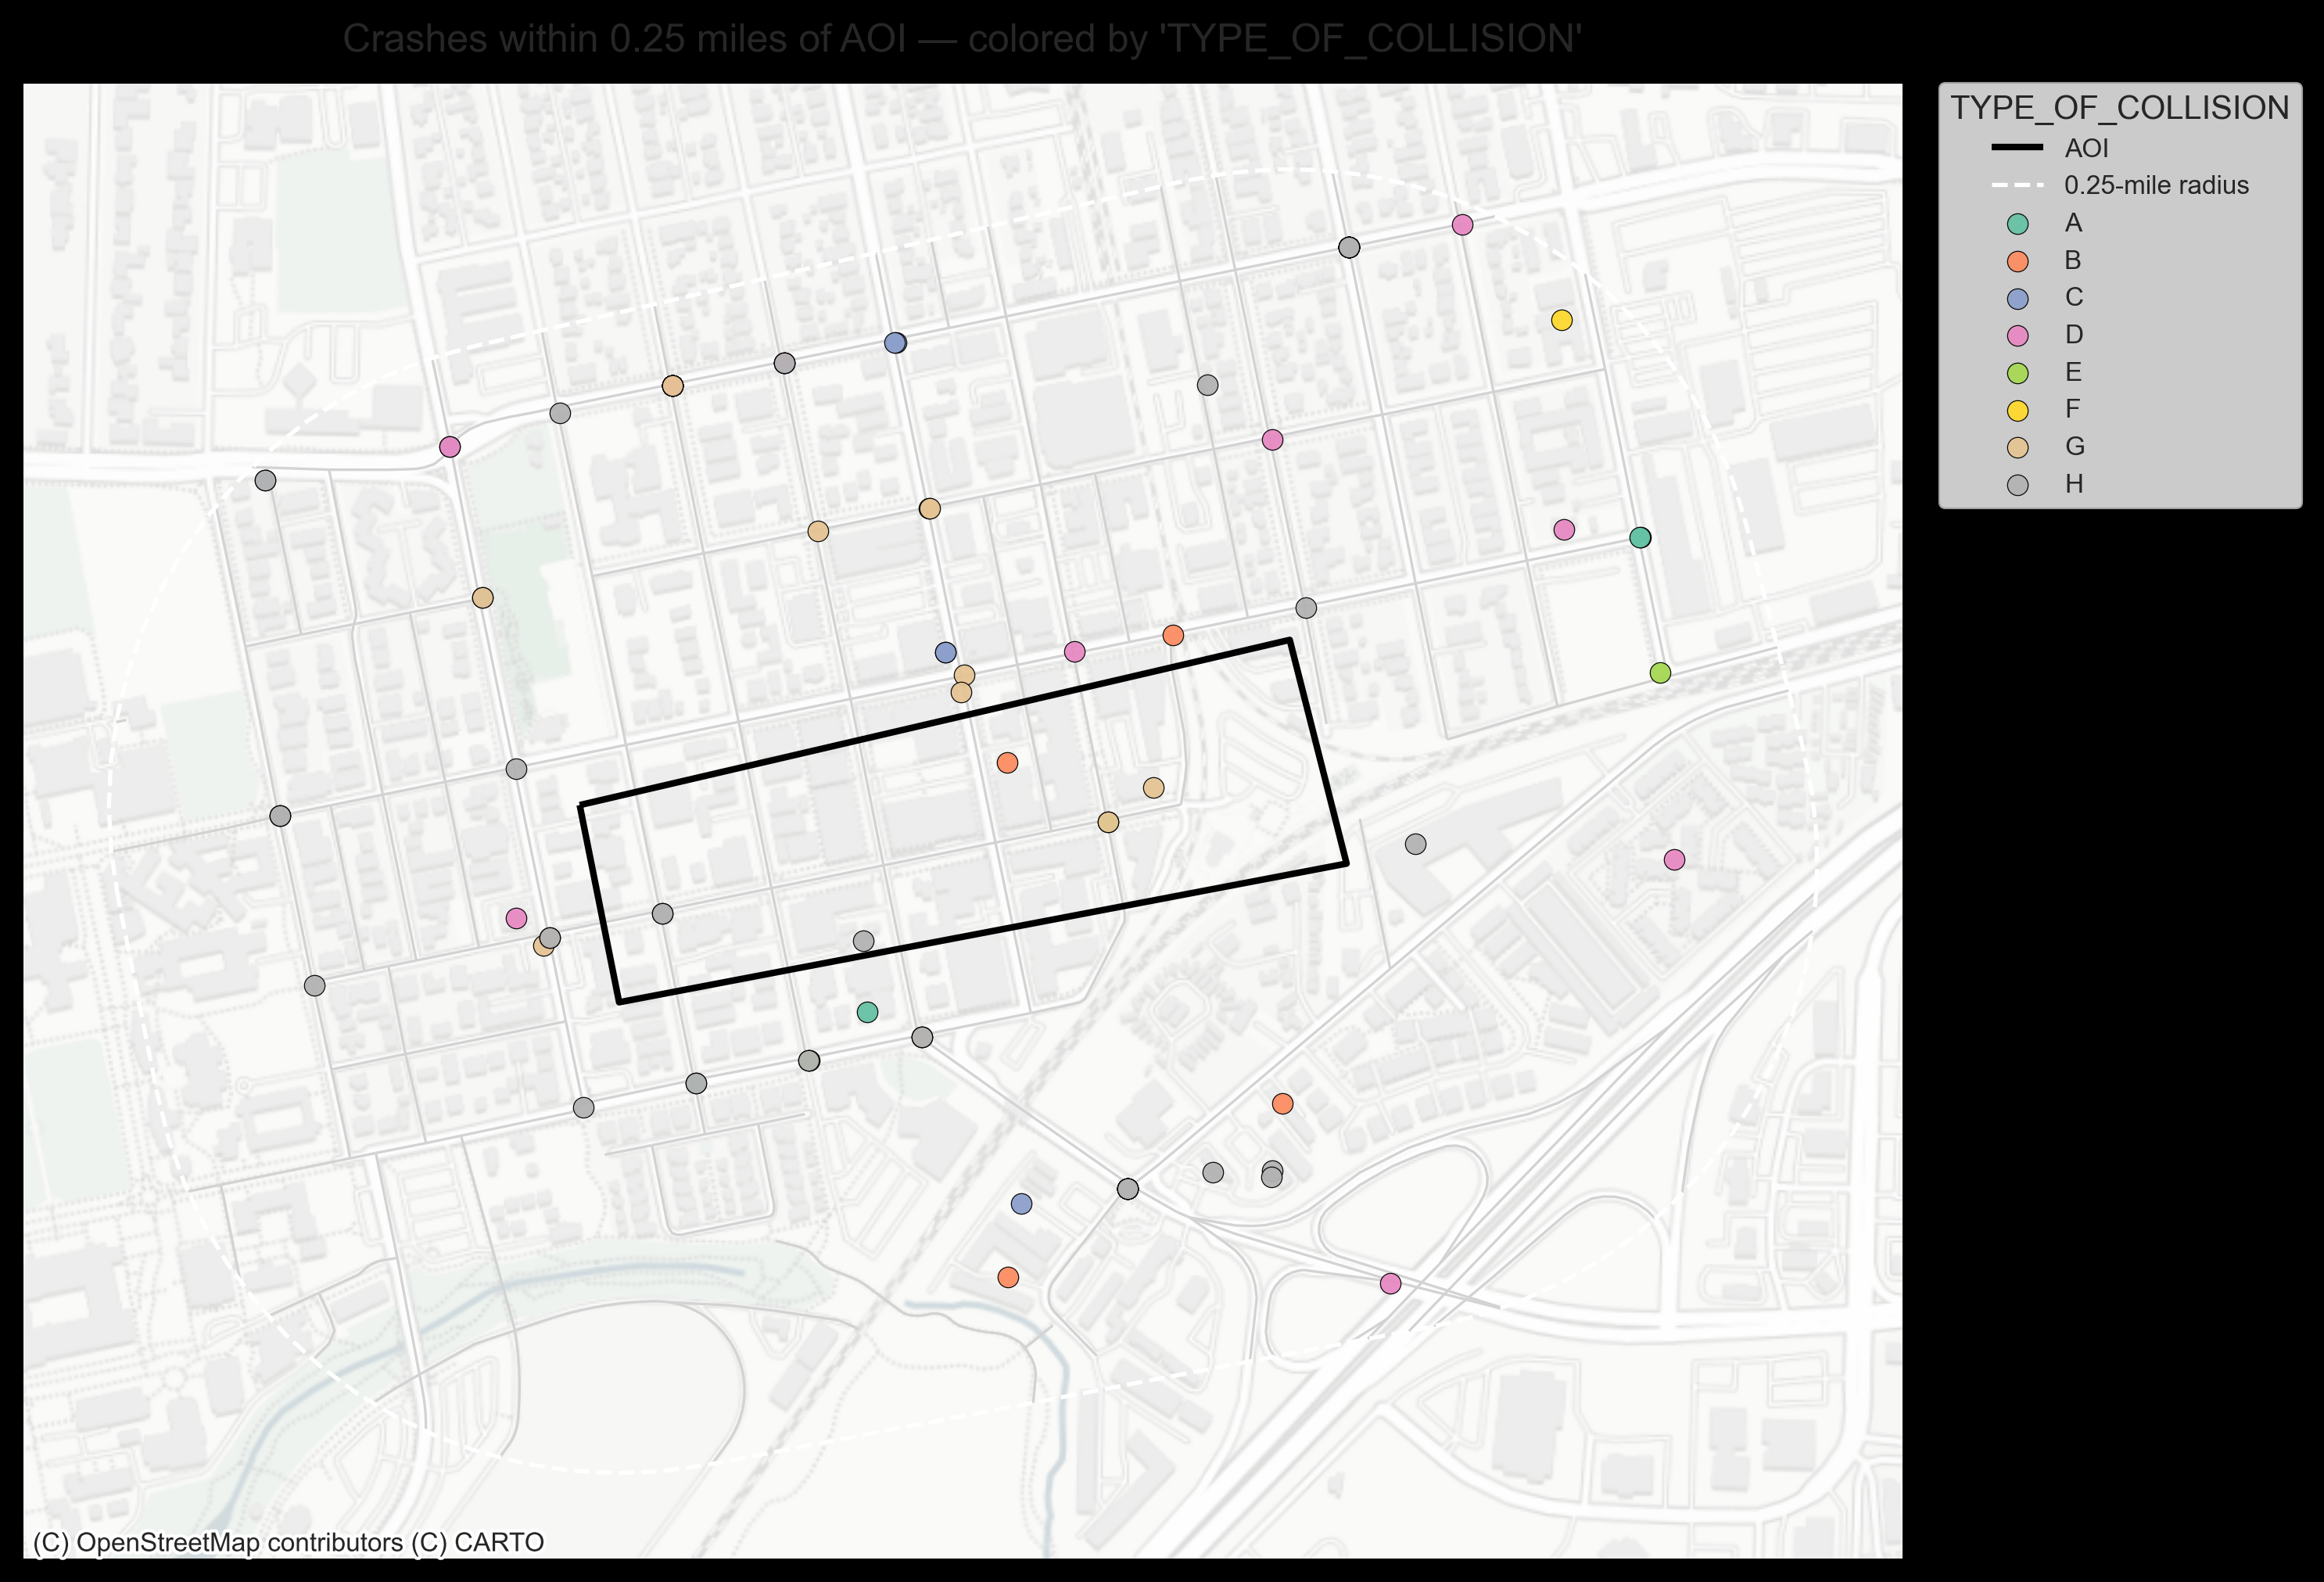 Crashes within 0.25 miles of AOI — colored by 'TYPE_OF_COLLISION'
TYPE_OF_COLLISION
AOI
0.25-mile radius
A
B
C
D
E
F
G
H
(C) OpenStreetMap contributors (C) CARTO